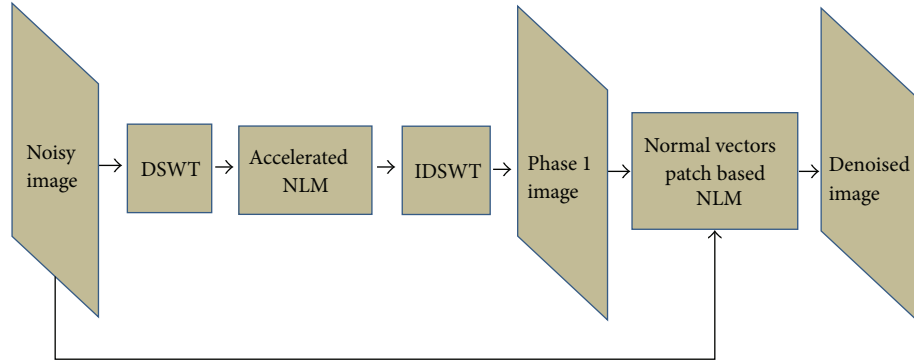 Noisy
image
DSWT
Accelerated
NLM
IDSWT
Phase 1
image
Normal vectors
patch based
NLM
Denoised
image